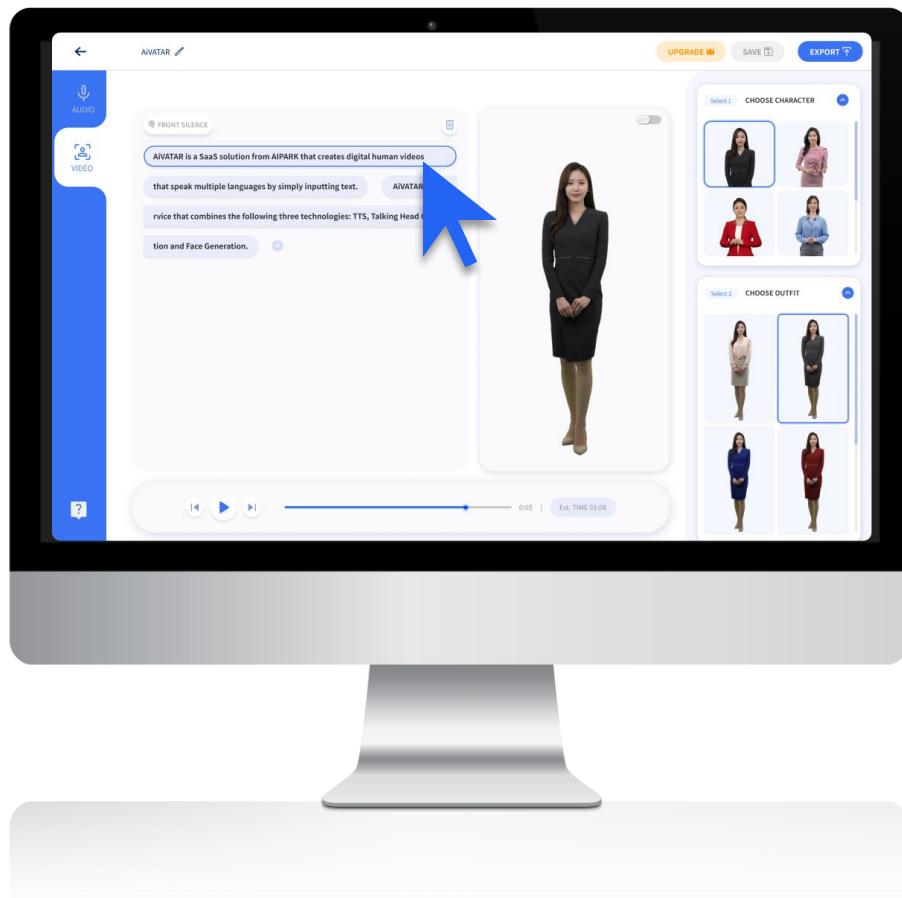 AiVATAR
UPGRADE
SAVE
EXPORT
AUDIO
VIDEO
FRONT SILENCE
AiVATAR is a SaaS solution from AIPARK that creates digital human videos
that speak multiple languages by simply inputting text.
AiVATAR
rvice that combines the following three technologies: TTS, Talking Head
tion and Face Generation.
0:05 | Est. TIME 01:08
Select 1 CHOOSE CHARACTER
Select 2 CHOOSE OUTFIT
?